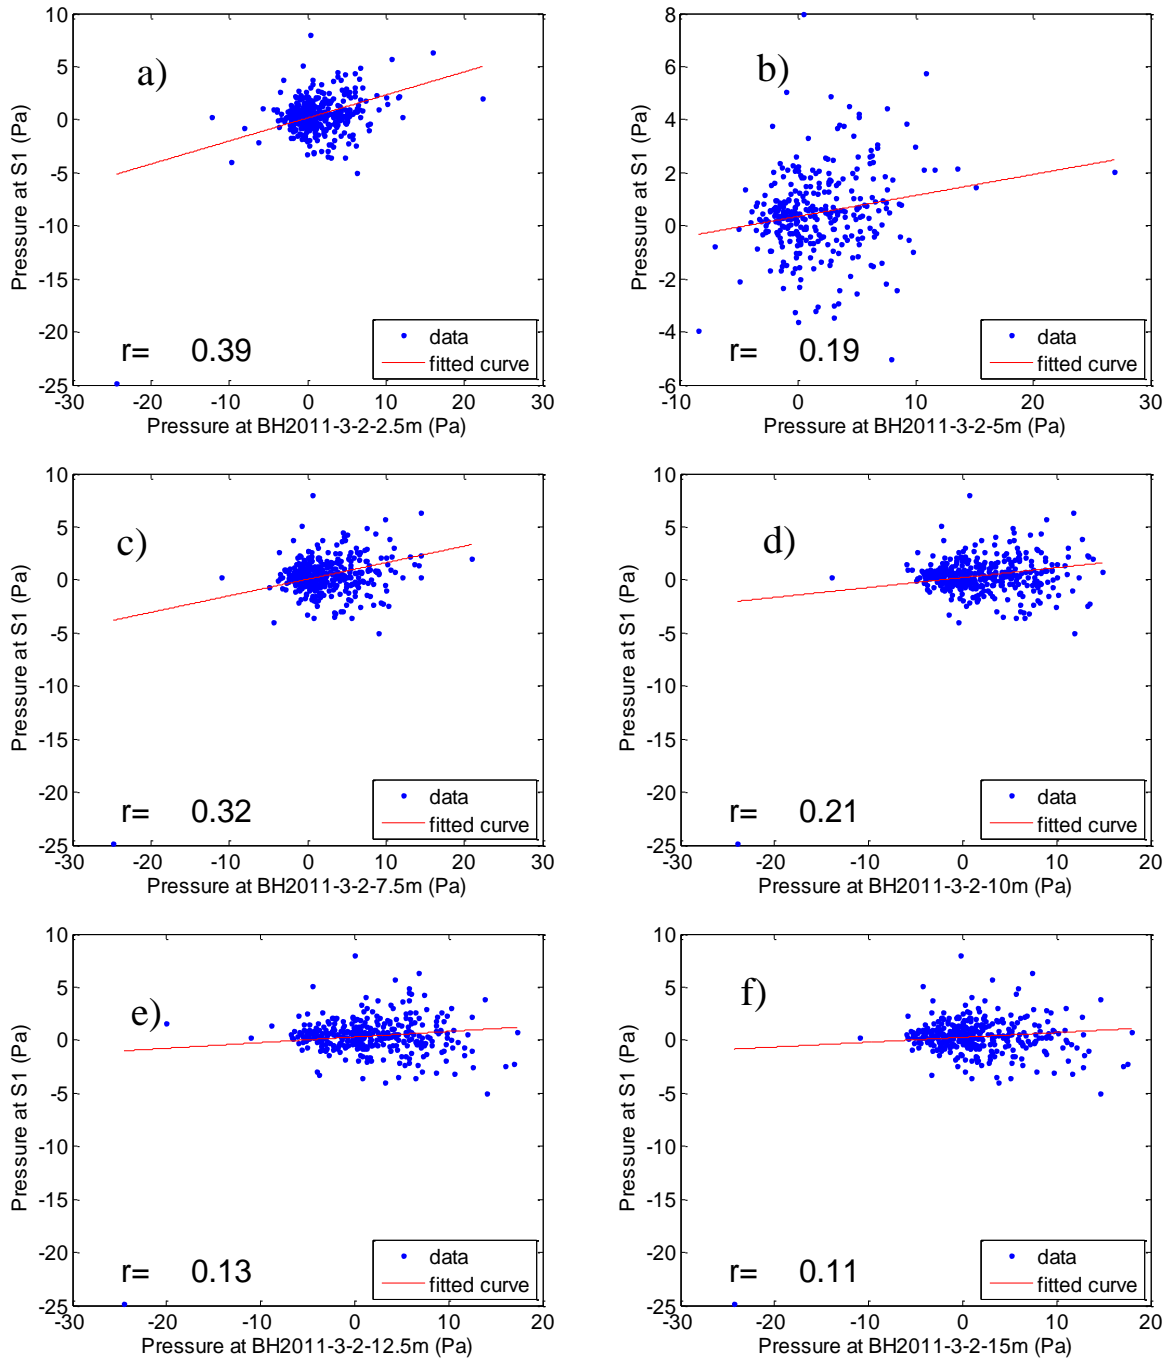 10
5
0
-5
-10
-15
-20
-25
-30 -20 -10 0 10 20 30
Pressure at S1 (Pa)
Pressure at BH2011-3-2-2.5m (Pa)
a)
r= 0.39
data
fitted curve
8
6
4
2
0
-2
-4
-6
-10 0 10 20 30
Pressure at S1 (Pa)
Pressure at BH2011-3-2-5m (Pa)
b)
r= 0.19
data
fitted curve
10
5
0
-5
-10
-15
-20
-25
-30 -20 -10 0 10 20 30
Pressure at S1 (Pa)
Pressure at BH2011-3-2-7.5m (Pa)
c)
r= 0.32
data
fitted curve
10
5
0
-5
-10
-15
-20
-25
-30 -20 -10 0 10 20
Pressure at S1 (Pa)
Pressure at BH2011-3-2-10m (Pa)
d)
r= 0.21
data
fitted curve
10
5
0
-5
-10
-15
-20
-25
-30 -20 -10 0 10 20
Pressure at S1 (Pa)
Pressure at BH2011-3-2-12.5m (Pa)
e)
r= 0.13
data
fitted curve
10
5
0
-5
-10
-15
-20
-25
-30 -20 -10 0 10 20
Pressure at S1 (Pa)
Pressure at BH2011-3-2-15m (Pa)
f)
r= 0.11
data
fitted curve